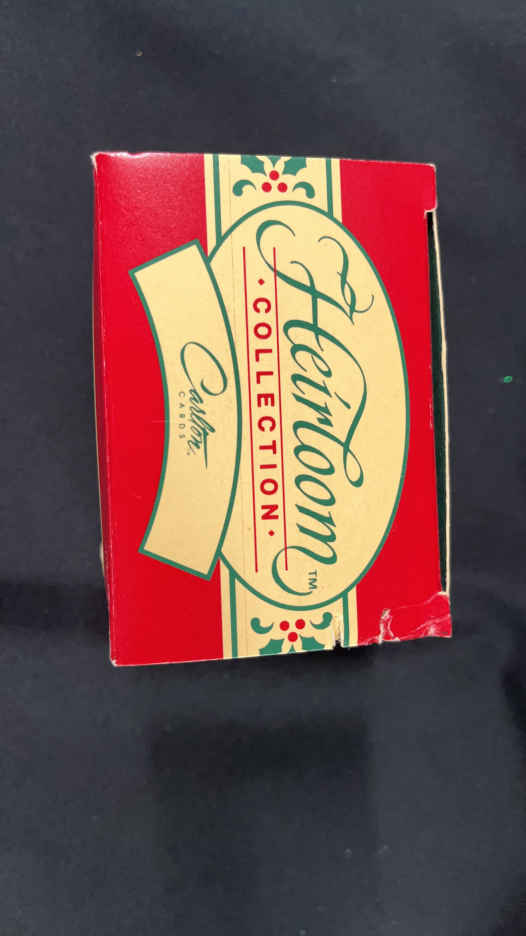 Heirloom™
• COLLECTION •
Carlton.
CARDS